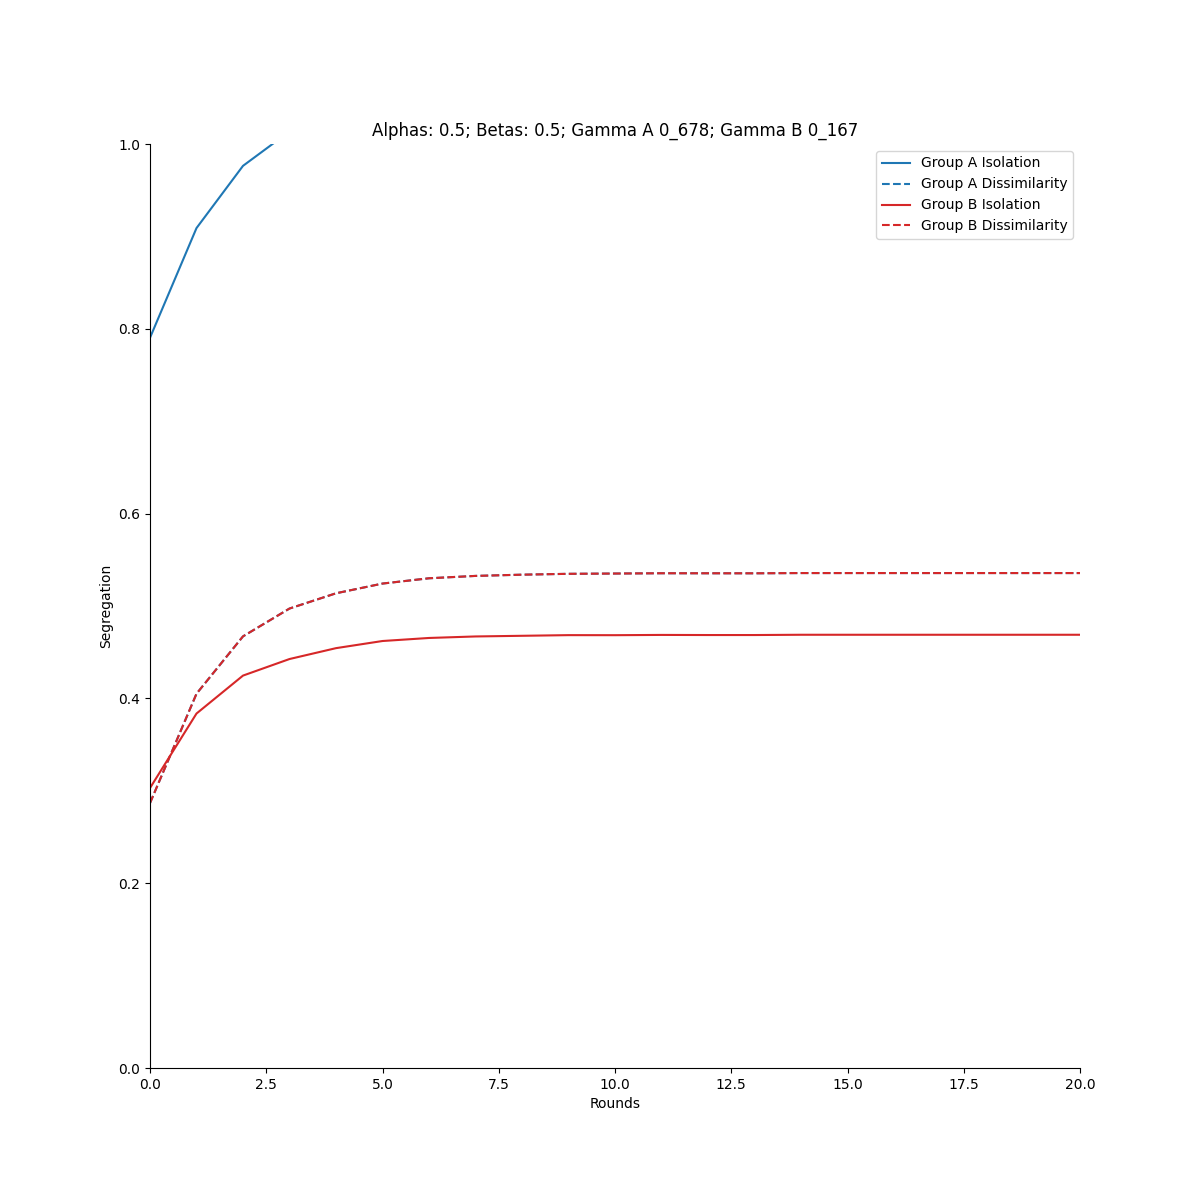 Alphas: 0.5; Betas: 0.5; Gamma A 0_678; Gamma B 0_167
Group A Isolation
Group A Dissimilarity
Group B Isolation
Group B Dissimilarity
1.0
0.8
0.6
0.4
0.2
0.0
Segregation
0.0 2.5 5.0 7.5 10.0 12.5 15.0 17.5 20.0
Rounds